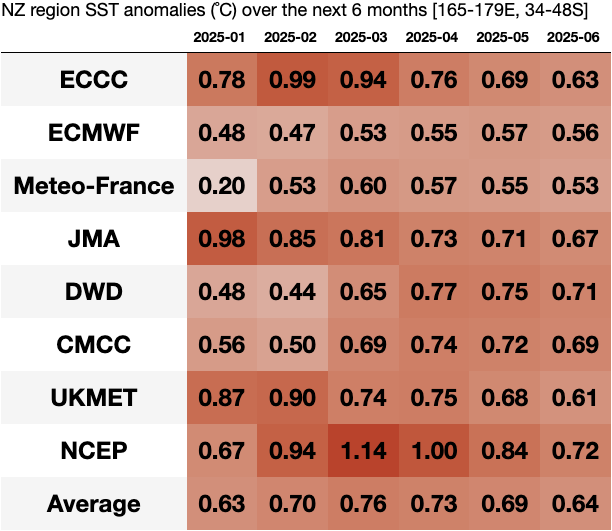 NZ region SST anomalies (℃) over the next 6 months [165-179E, 34-48S]
2025-01 2025-02 2025-03 2025-04 2025-05 2025-06
ECCC 0.78 0.99 0.94 0.76 0.69 0.63
ECMWF 0.48 0.47 0.53 0.55 0.57 0.56
Meteo-France 0.20 0.53 0.60 0.57 0.55 0.53
JMA 0.98 0.85 0.81 0.73 0.71 0.67
DWD 0.48 0.44 0.65 0.77 0.75 0.71
CMCC 0.56 0.50 0.69 0.74 0.72 0.69
UKMET 0.87 0.90 0.74 0.75 0.68 0.61
NCEP 0.67 0.94 1.14 1.00 0.84 0.72
Average 0.63 0.70 0.76 0.73 0.69 0.64